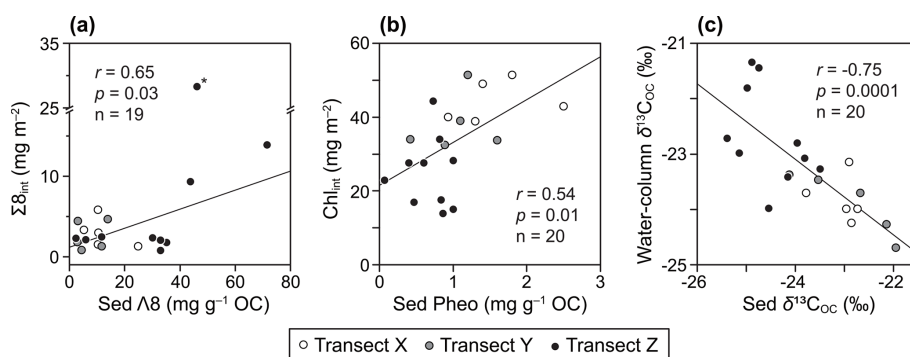 (a)
r = 0.65
p = 0.03
n = 19
*
35
25
10
0
0 20 40 60 80
Σ8int (mg m⁻²)
Sed Λ8 (mg g⁻¹ OC)
(b)
60
40
20
0
0 1 2 3
r = 0.54
p = 0.01
n = 20
Chlint (mg m⁻²)
Sed Pheo (mg g⁻¹ OC)
(c)
-21
-23
-25
-26 -24 -22
r = -0.75
p = 0.0001
n = 20
Water-column δ¹³COC (‰)
Sed δ¹³COC (‰)
Transect X Transect Y Transect Z